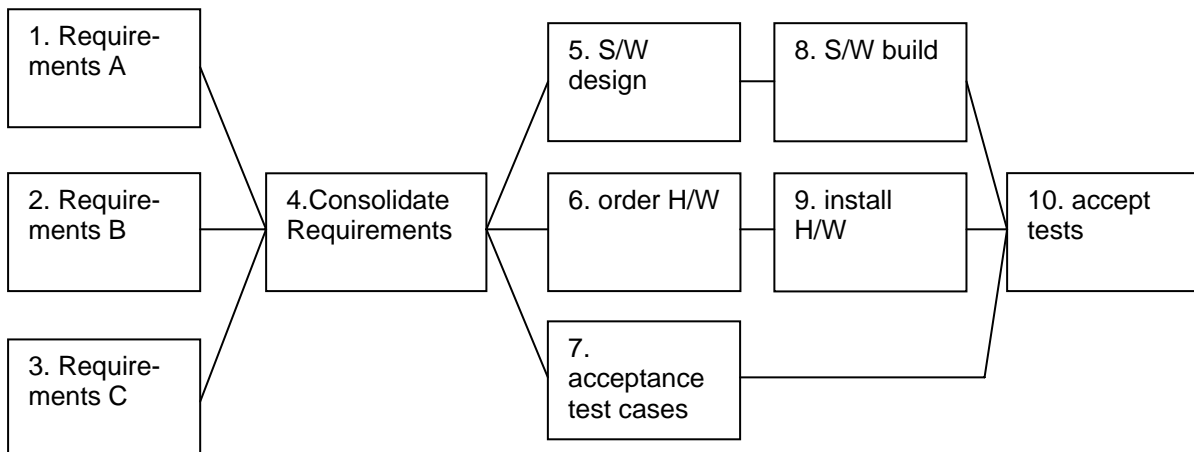 1. Require-
ments A
2. Require-
ments B
3. Require-
ments C
4.Consolidate
Requirements
5. S/W
design
6. order H/W
7.
acceptance
test cases
8. S/W build
9. install
H/W
10. accept
tests